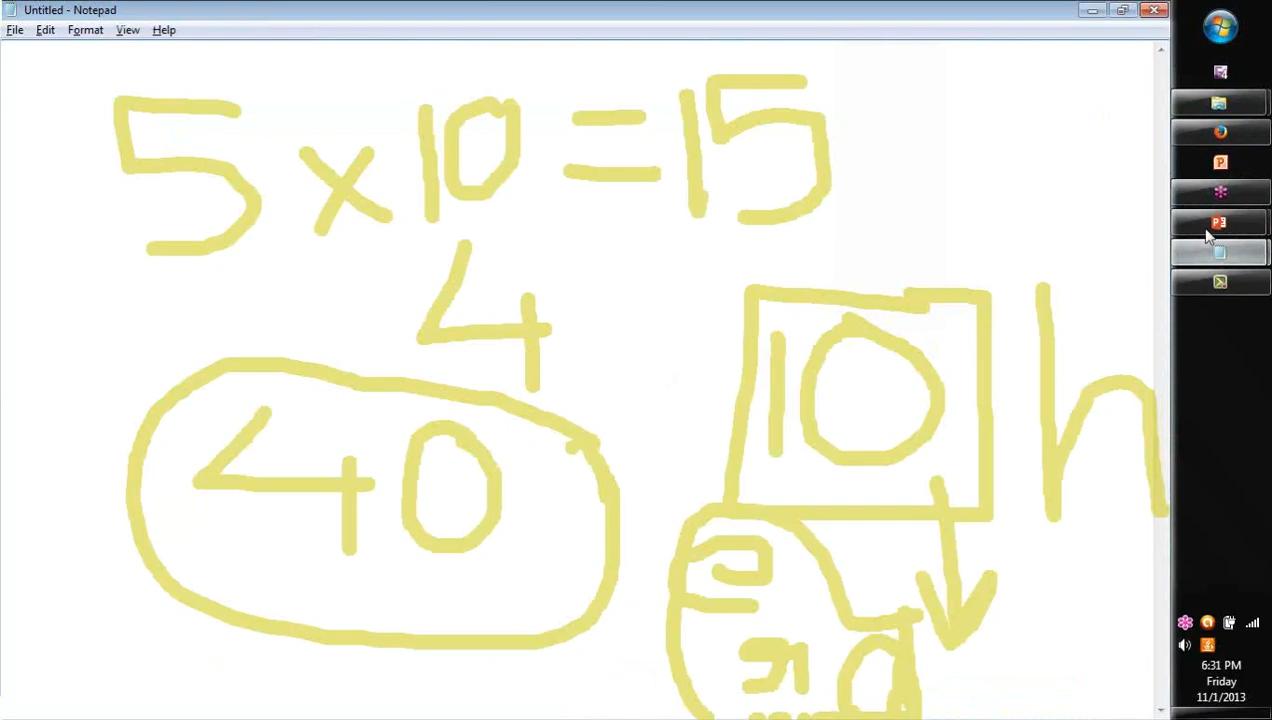 Untitled - Notepad
File Edit Format View Help
5 x 10 = 15
4
40
10 h
6:31 PM
Friday
11/1/2013